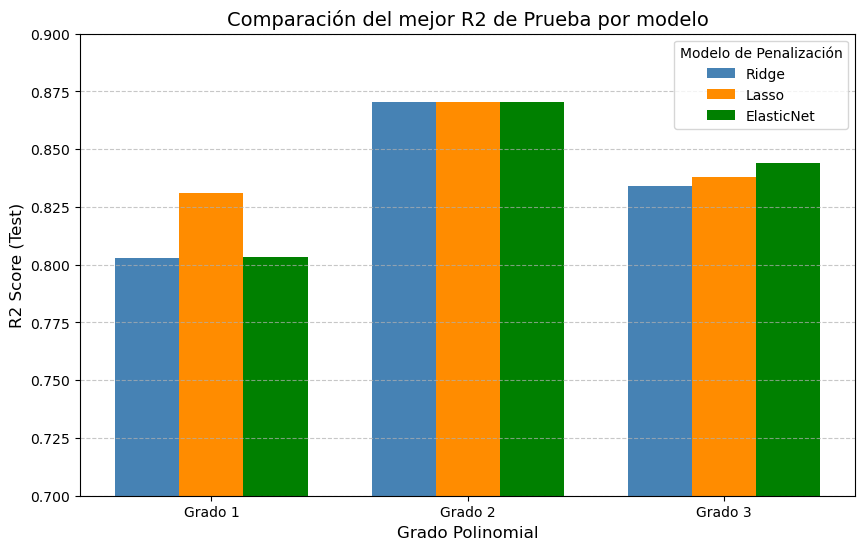 Comparación del mejor R2 de Prueba por modelo
Modelo de Penalización
Ridge
Lasso
ElasticNet
R2 Score (Test)
0.900
0.875
0.850
0.825
0.800
0.775
0.750
0.725
0.700
Grado 1
Grado 2
Grado 3
Grado Polinomial